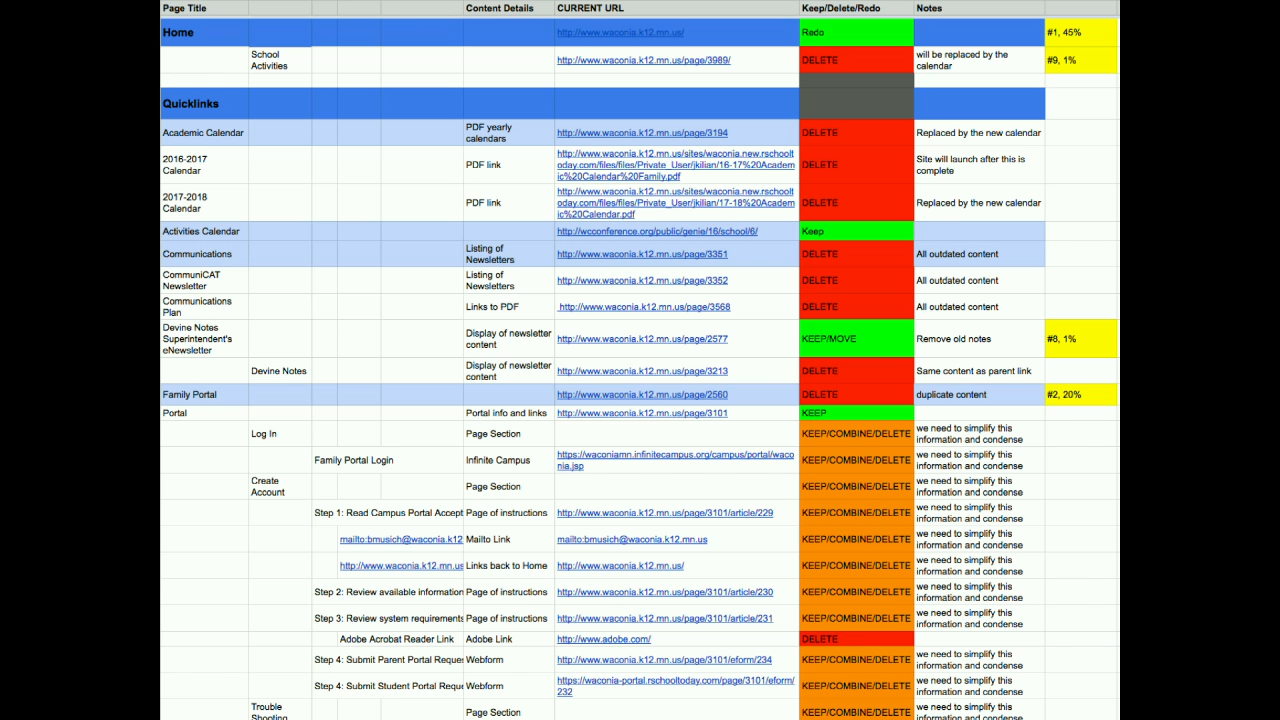 Page Title Content Details CURRENT URL Keep/Delete/Redo Notes
Home http://www.waconia.k12.mn.us/ Redo #1, 45%
School Activities http://www.waconia.k12.mn.us/page/3989/ DELETE will be replaced by the calendar #9, 1%
Quicklinks
Academic Calendar PDF yearly calendars http://www.waconia.k12.mn.us/page/3194 DELETE Replaced by the new calendar
2016-2017 Calendar PDF link http://www.waconia.k12.mn.us/sites/waconia.new.rschooltoday.com/files/files/Private_User/jkilian/16-17%20Academic%20Calendar%20Family.pdf DELETE Site will launch after this is complete
2017-2018 Calendar PDF link http://www.waconia.k12.mn.us/sites/waconia.new.rschooltoday.com/files/files/Private_User/jkilian/17-18%20Academic%20Calendar.pdf DELETE Replaced by the new calendar
Activities Calendar http://wcconference.org/public/genie/16/school/6/ Keep
Communications Listing of Newsletters http://www.waconia.k12.mn.us/page/3351 DELETE All outdated content
CommuniCAT Newsletter Listing of Newsletters http://www.waconia.k12.mn.us/page/3352 DELETE All outdated content
Communications Plan Links to PDF http://www.waconia.k12.mn.us/page/3568 DELETE All outdated content
Devine Notes Superintendent's eNewsletter Display of newsletter content http://www.waconia.k12.mn.us/page/2577 KEEP/MOVE Remove old notes #8, 1%
Devine Notes Display of newsletter content http://www.waconia.k12.mn.us/page/3213 DELETE Same content as parent link
Family Portal http://www.waconia.k12.mn.us/page/2560 DELETE duplicate content #2, 20%
Portal Portal info and links http://www.waconia.k12.mn.us/page/3101 KEEP
Log In Page Section KEEP/COMBINE/DELETE we need to simplify this information and condense
Family Portal Login Infinite Campus https://waconiamn.infinitecampus.org/campus/portal/waconia.jsp KEEP/COMBINE/DELETE we need to simplify this information and condense
Create Account Page Section KEEP/COMBINE/DELETE we need to simplify this information and condense
Step 1: Read Campus Portal Accept Page of instructions http://www.waconia.k12.mn.us/page/3101/article/229 KEEP/COMBINE/DELETE we need to simplify this information and condense
mailto:bmusich@waconia.k12 Mailto Link mailto:bmusich@waconia.k12.mn.us KEEP/COMBINE/DELETE we need to simplify this information and condense
http://www.waconia.k12.mn.us Links back to Home http://www.waconia.k12.mn.us/ KEEP/COMBINE/DELETE we need to simplify this information and condense
Step 2: Review available information Page of instructions http://www.waconia.k12.mn.us/page/3101/article/230 KEEP/COMBINE/DELETE we need to simplify this information and condense
Step 3: Review system requirements Page of instructions http://www.waconia.k12.mn.us/page/3101/article/231 KEEP/COMBINE/DELETE we need to simplify this information and condense
Adobe Acrobat Reader Link Adobe Link http://www.adobe.com/ DELETE
Step 4: Submit Parent Portal Reque Webform http://www.waconia.k12.mn.us/page/3101/eform/234 KEEP/COMBINE/DELETE we need to simplify this information and condense
Step 4: Submit Student Portal Requ Webform https://waconia-portal.rschooltoday.com/page/3101/eform/232 KEEP/COMBINE/DELETE we need to simplify this information and condense
Trouble Shooting Page Section KEEP/COMBINE/DELETE we need to simplify this information and condense